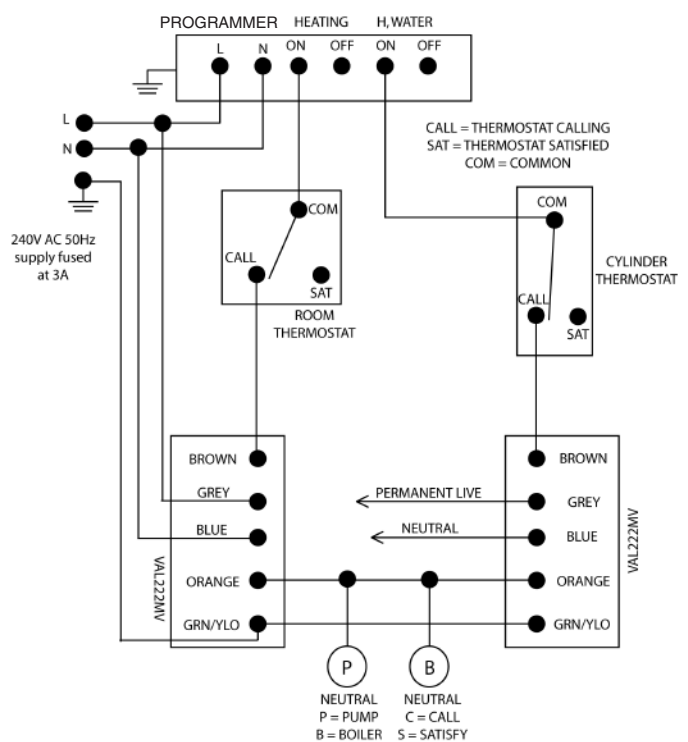 PROGRAMMER HEATING H, WATER
L N ON OFF ON OFF
L
N
240V AC 50Hz
supply fused
at 3A
CALL = THERMOSTAT CALLING
SAT = THERMOSTAT SATISFIED
COM = COMMON
COM
CALL
SAT
ROOM
THERMOSTAT
COM
CALL
SAT
CYLINDER
THERMOSTAT
BROWN
GREY
BLUE
ORANGE
GRN/YLO
VAL222MV
PERMANENT LIVE
NEUTRAL
BROWN
GREY
BLUE
ORANGE
GRN/YLO
VAL222MV
P
NEUTRAL
P = PUMP
B = BOILER
B
NEUTRAL
C = CALL
S = SATISFY